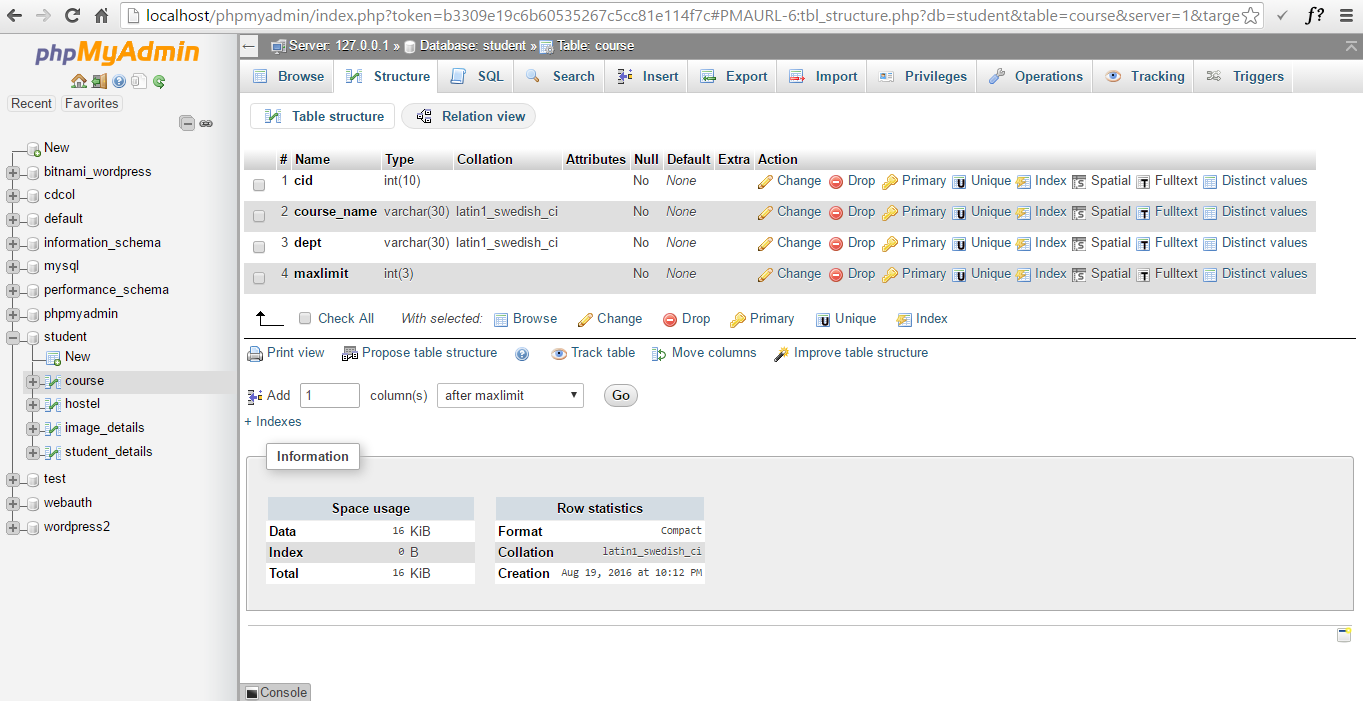 localhost/phpmyadmin/index.php?token=b3309e19c6b60535267c5cc81e114f7c#PMAURL-6:tbl_structure.php?db=student&table=course&server=1&targe
f?
phpMyAdmin
Recent Favorites
New
bitnami_wordpress
cdcol
default
information_schema
mysql
performance_schema
phpmyadmin
student
New
course
hostel
image_details
student_details
test
webauth
wordpress2
Server: 127.0.0.1 » Database: student » Table: course
Browse Structure SQL Search Insert Export Import Privileges Operations Tracking Triggers
Table structure Relation view
# Name Type Collation Attributes Null Default Extra Action
1 cid int(10) No None Change Drop Primary Unique Index Spatial Fulltext Distinct values
2 course_name varchar(30) latin1_swedish_ci No None Change Drop Primary Unique Index Spatial Fulltext Distinct values
3 dept varchar(30) latin1_swedish_ci No None Change Drop Primary Unique Index Spatial Fulltext Distinct values
4 maxlimit int(3) No None Change Drop Primary Unique Index Spatial Fulltext Distinct values
Check All With selected: Browse Change Drop Primary Unique Index
Print view Propose table structure Track table Move columns Improve table structure
Add 1 column(s) after maxlimit Go
+ Indexes
Information
Space usage
Data 16 KiB
Index 0 B
Total 16 KiB
Row statistics
Format Compact
Collation latin1_swedish_ci
Creation Aug 19, 2016 at 10:12 PM
Console